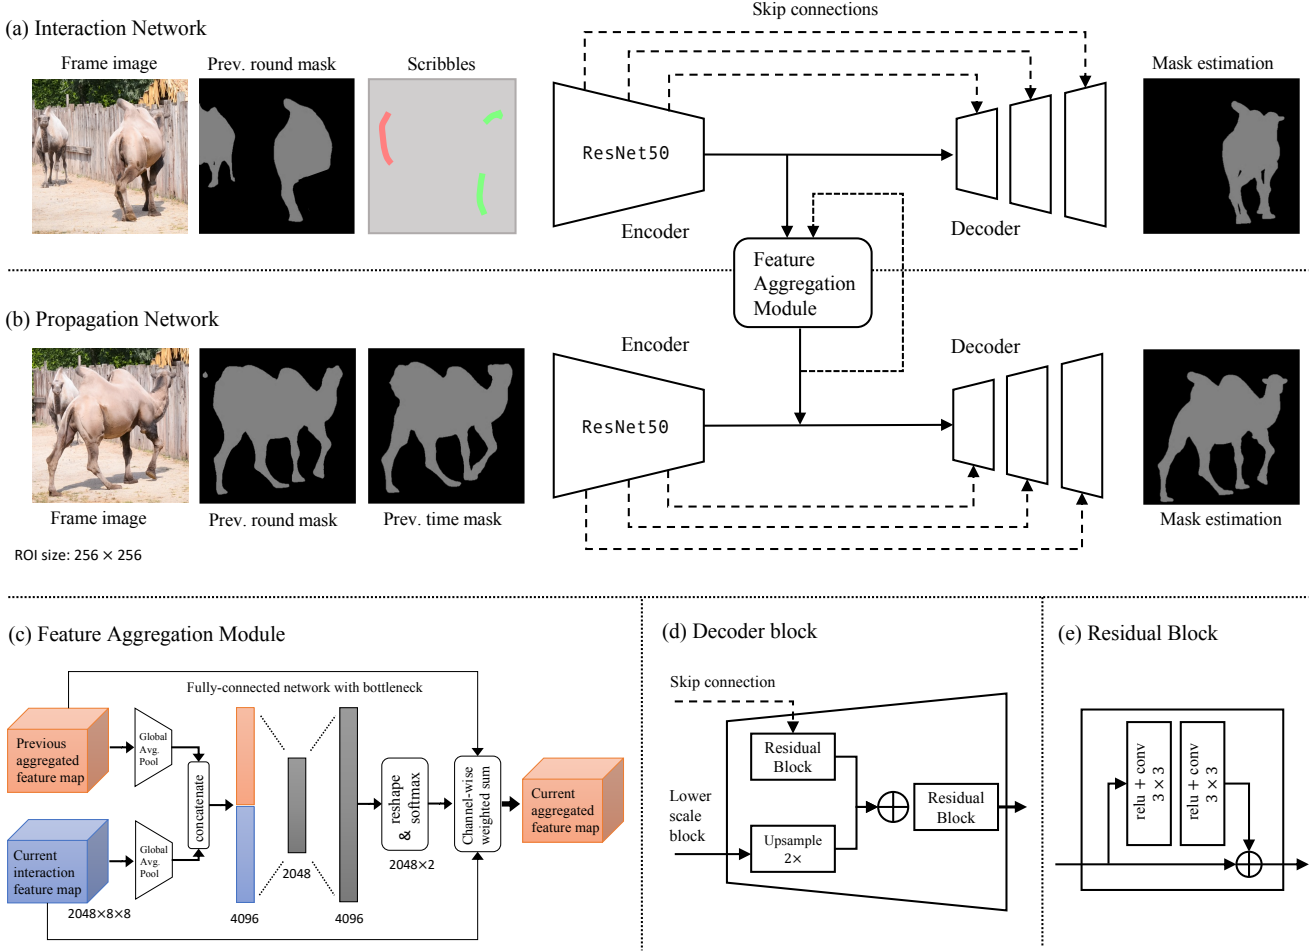 Skip connections
(a) Interaction Network
Frame image
Prev. round mask
Scribbles
Mask estimation
ResNet50
Encoder
Decoder
Feature
Aggregation
Module
(b) Propagation Network
Encoder
Decoder
ResNet50
Frame image
Prev. round mask
Prev. time mask
Mask estimation
ROI size: 256 × 256
(c) Feature Aggregation Module
Fully-connected network with bottleneck
Previous
aggregated
feature map
Global
Avg.
Pool
concatenate
Current
interaction
feature map
Global
Avg.
Pool
2048×8×8
4096
2048
4096
reshape
& softmax
2048×2
Channel-wise
weighted sum
Current
aggregated
feature map
(d) Decoder block
Skip connection
Residual
Block
Lower
scale
block
Upsample
2×
Residual
Block
(e) Residual Block
relu + conv
3 × 3
relu + conv
3 × 3